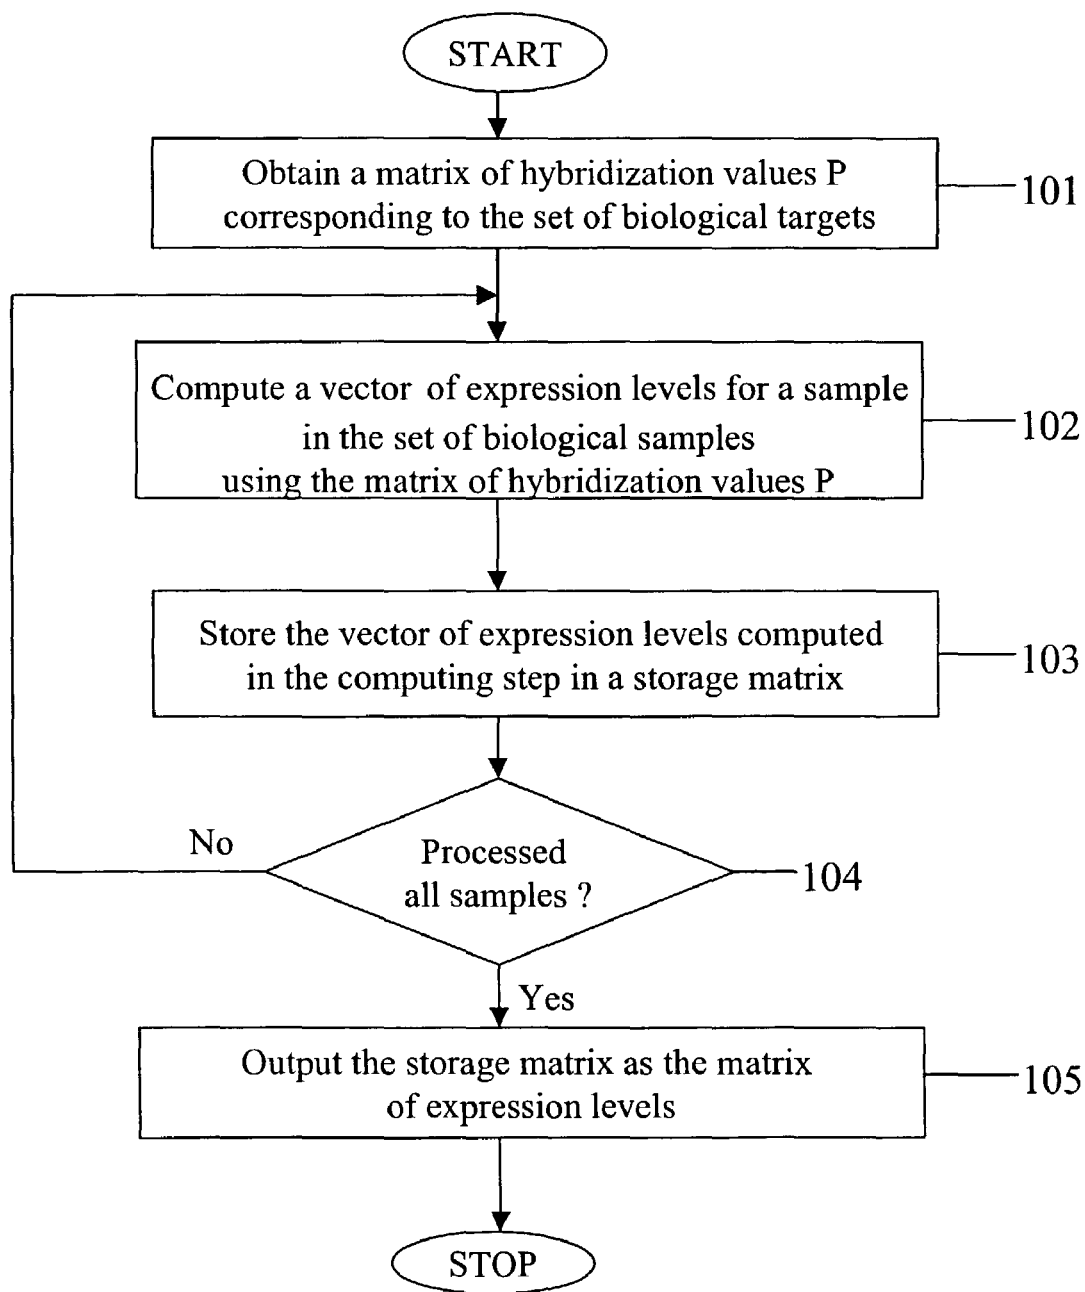 START
Obtain a matrix of hybridization values P
corresponding to the set of biological targets
101
Compute a vector of expression levels for a sample
in the set of biological samples
using the matrix of hybridization values P
102
Store the vector of expression levels computed
in the computing step in a storage matrix
103
No
Processed
all samples ?
104
Yes
Output the storage matrix as the matrix
of expression levels
105
STOP